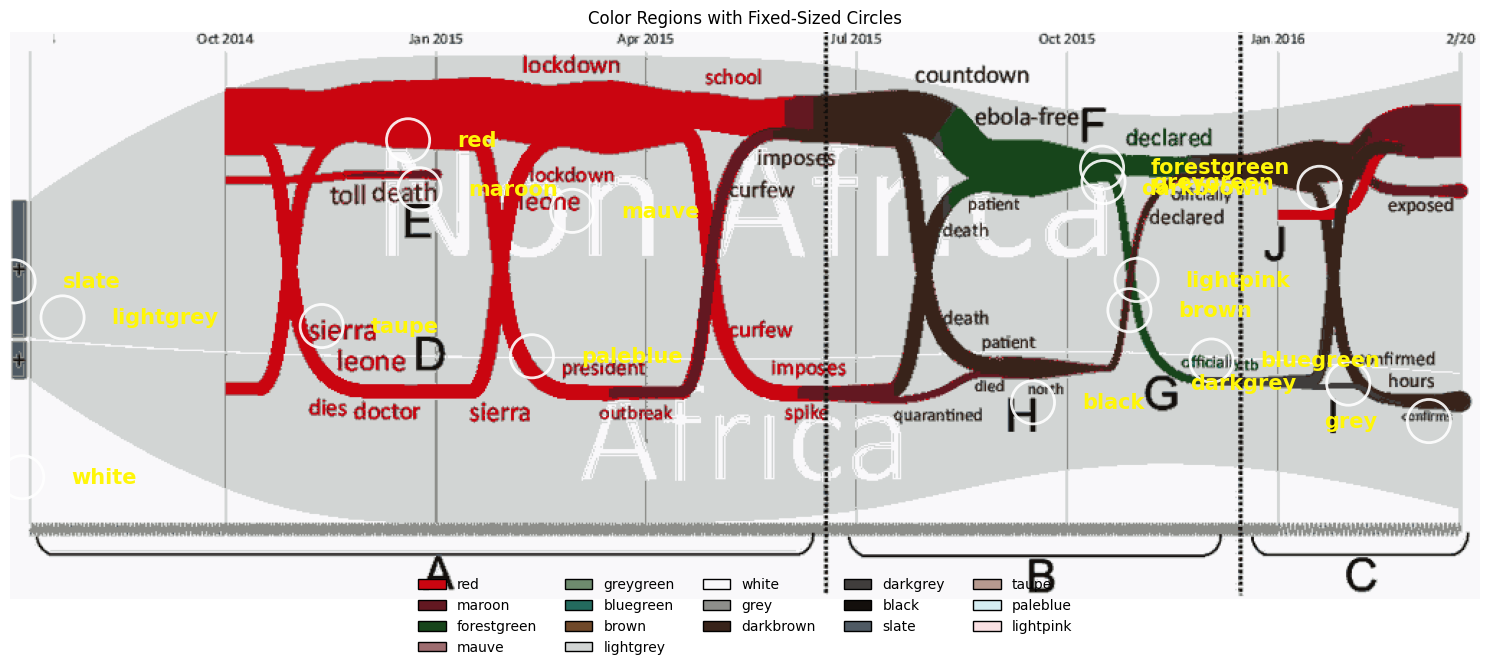 Color Regions with Fixed-Sized Circles
Oct 2014 Jan 2015 Apr 2015 Jul 2015 Oct 2015 Jan 2016 2/20
lockdown
school
countdown
ebola-free
F
declared
red
imposes
forestgreen
lockdown
toll death
maroon
leone
mauve
curfew
patient
officially
declared
exposed
E
Non Africa
death
J
slate
lightpink
lightgrey
brown
sierra
taupe
curfew
death
leone
D
paleblue
president
imposes
patient
officially
ctb
bluegreen
confirmed
hours
dies doctor
sierra
outbreak
spike
quarantined
died
north
H
black
G
darkgrey
I
grey
confirms
Africa
white
A
B
C
red greygreen white darkgrey taupe
maroon bluegreen grey black paleblue
forestgreen brown darkbrown slate lightpink
mauve lightgrey